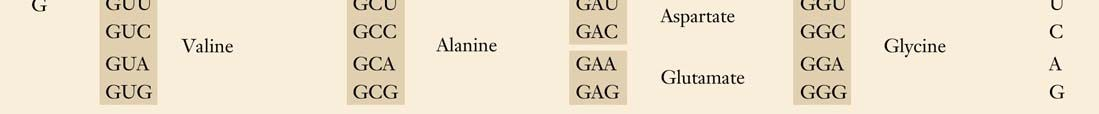 G GUU GCU GAU GGU U
GUC Valine GCC Alanine GAC Aspartate GGC Glycine C
GUA GCA GAA Glutamate GGA A
GUG GCG GAG GGG G